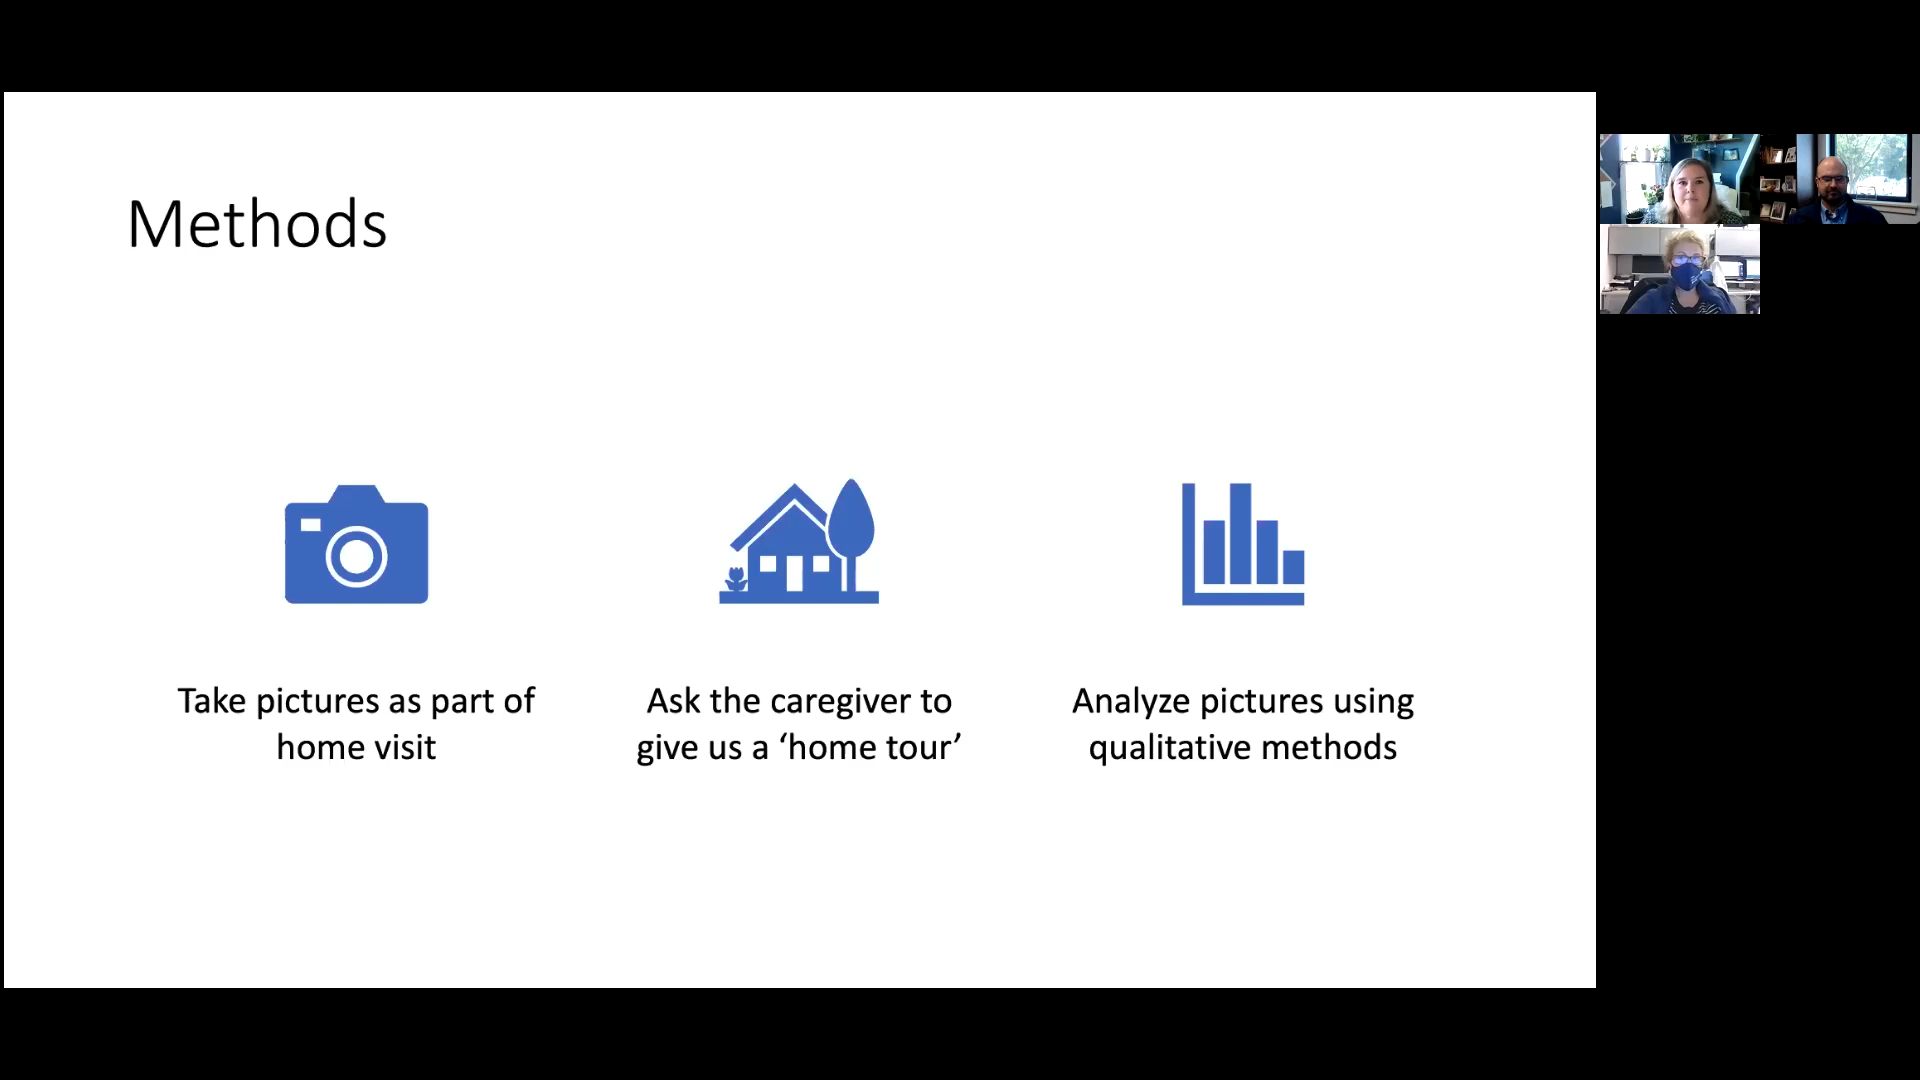 Methods
Take pictures as part of
home visit
Ask the caregiver to
give us a ‘home tour’
Analyze pictures using
qualitative methods